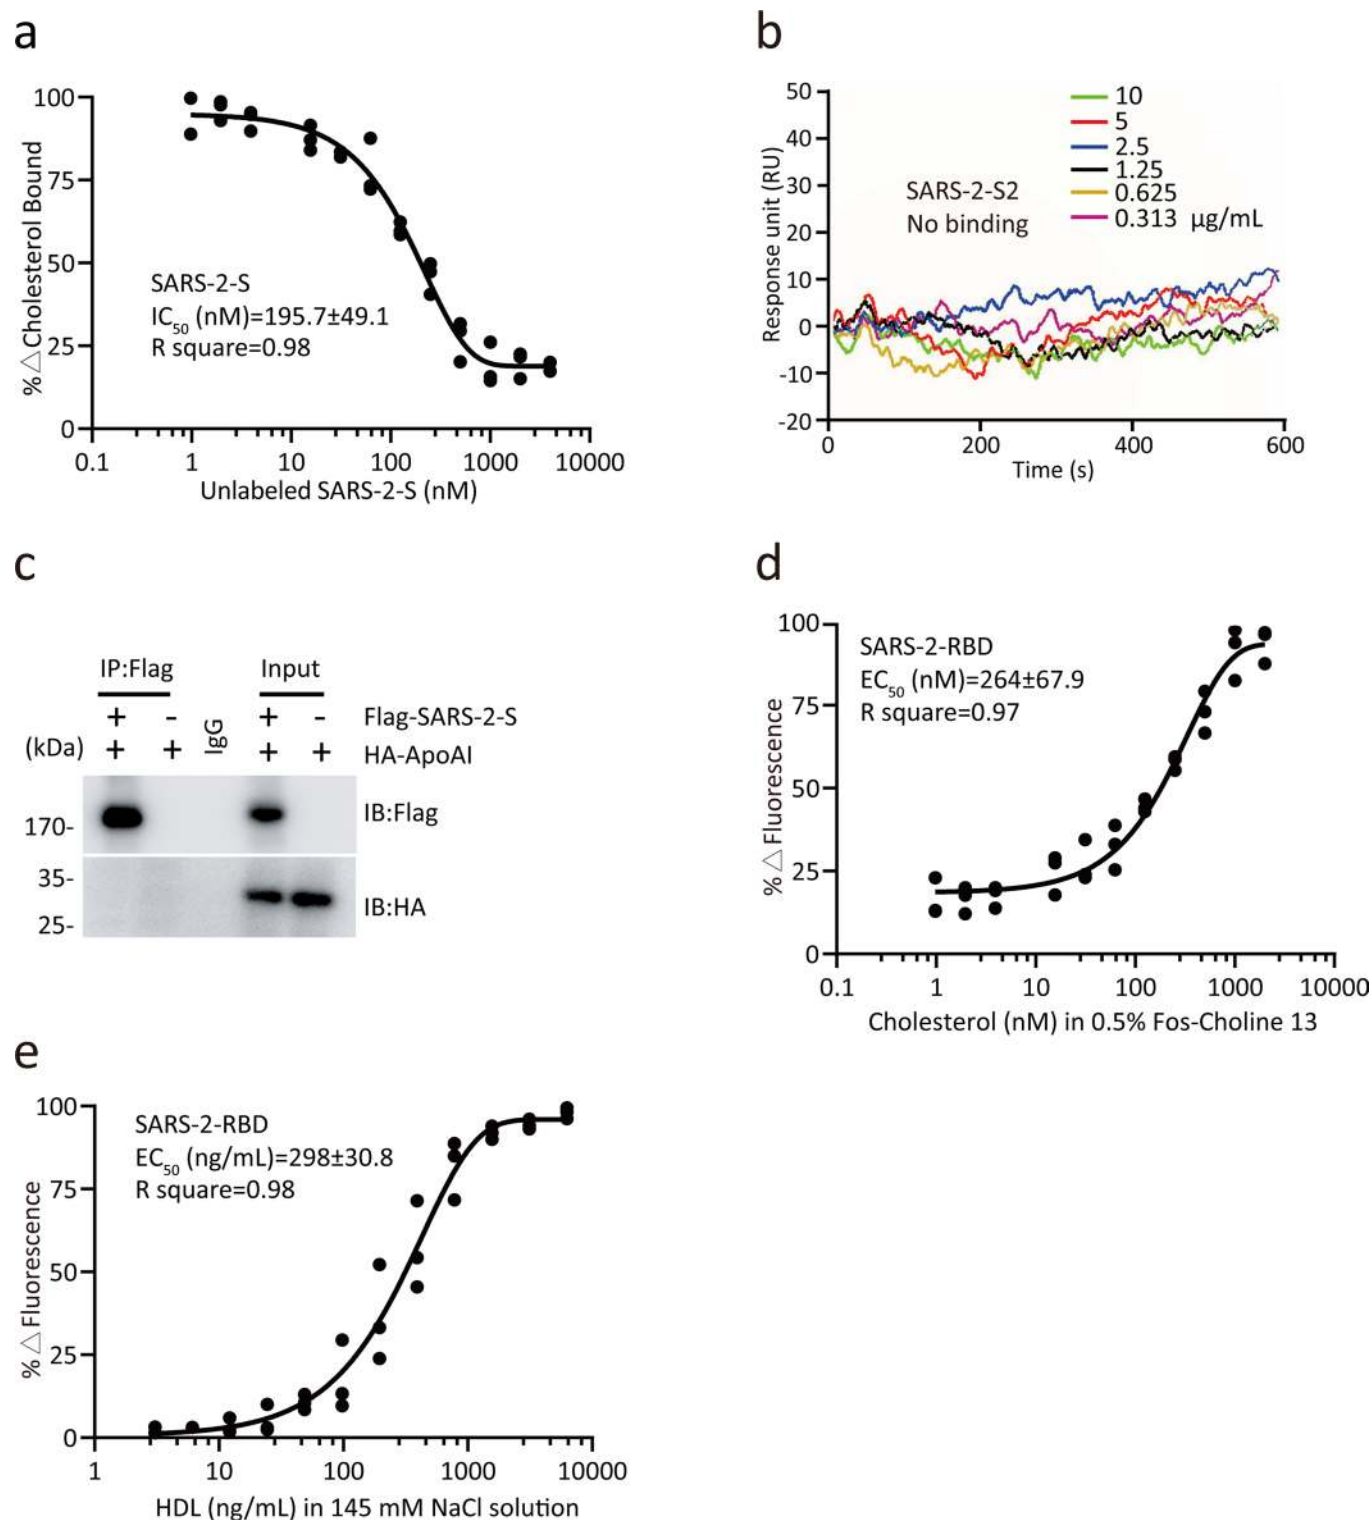 a
100
75
50
25
0
0.1 1 10 100 1000 10000
% △Cholesterol Bound
SARS-2-S
IC50 (nM)=195.7±49.1
R square=0.98
Unlabeled SARS-2-S (nM)
b
50
40
30
20
10
0
-10
-20
0 200 400 600
Response unit (RU)
SARS-2-S2
No binding
10
5
2.5
1.25
0.625
0.313 μg/mL
Time (s)
c
IP:Flag Input
+ - IgG + - Flag-SARS-2-S
(kDa) + + + + HA-ApoAI
170- IB:Flag
35-
25- IB:HA
d
100
75
50
25
0
0.1 1 10 100 1000 10000
% △ Fluorescence
SARS-2-RBD
EC50 (nM)=264±67.9
R square=0.97
Cholesterol (nM) in 0.5% Fos-Choline 13
e
100
75
50
25
0
1 10 100 1000 10000
% △ Fluorescence
SARS-2-RBD
EC50 (ng/mL)=298±30.8
R square=0.98
HDL (ng/mL) in 145 mM NaCl solution